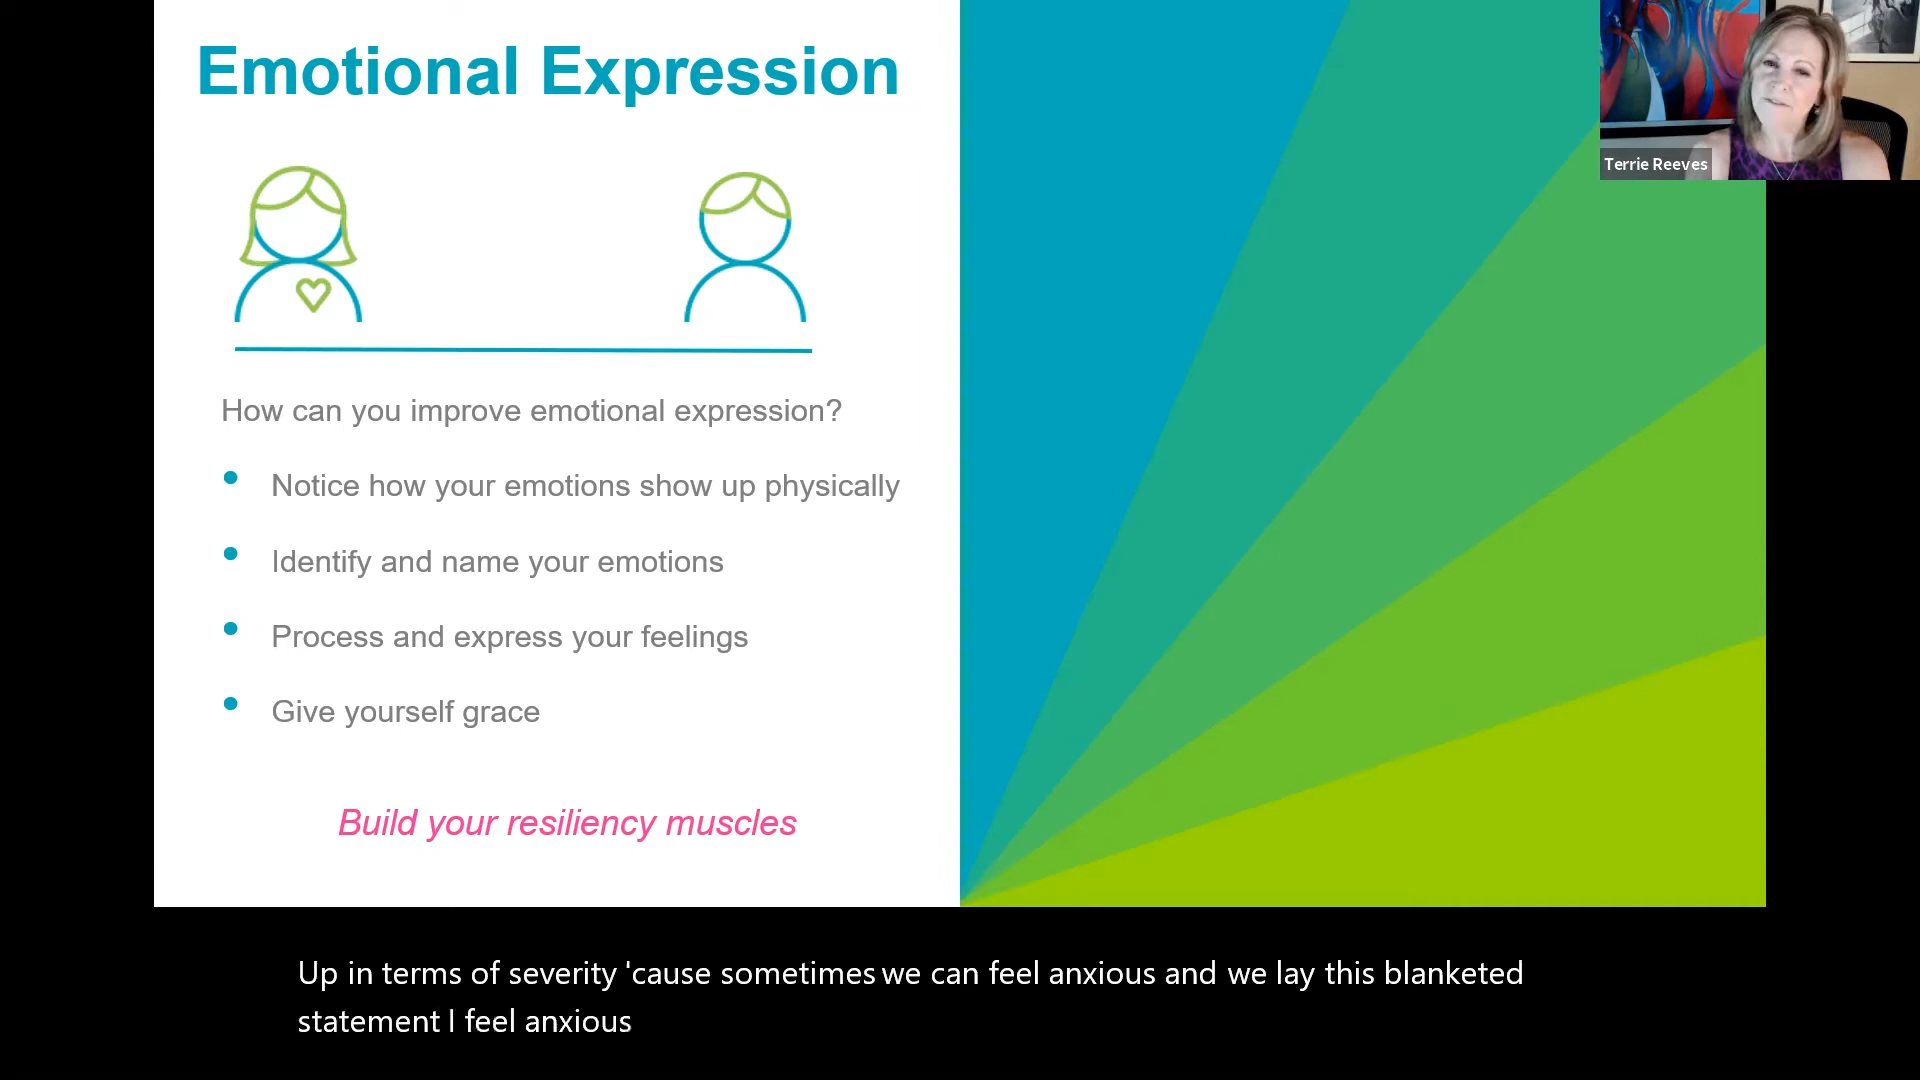 Emotional Expression
Terrie Reeves
How can you improve emotional expression?
• Notice how your emotions show up physically
• Identify and name your emotions
• Process and express your feelings
• Give yourself grace
Build your resiliency muscles
Up in terms of severity 'cause sometimes we can feel anxious and we lay this blanketed
statement I feel anxious